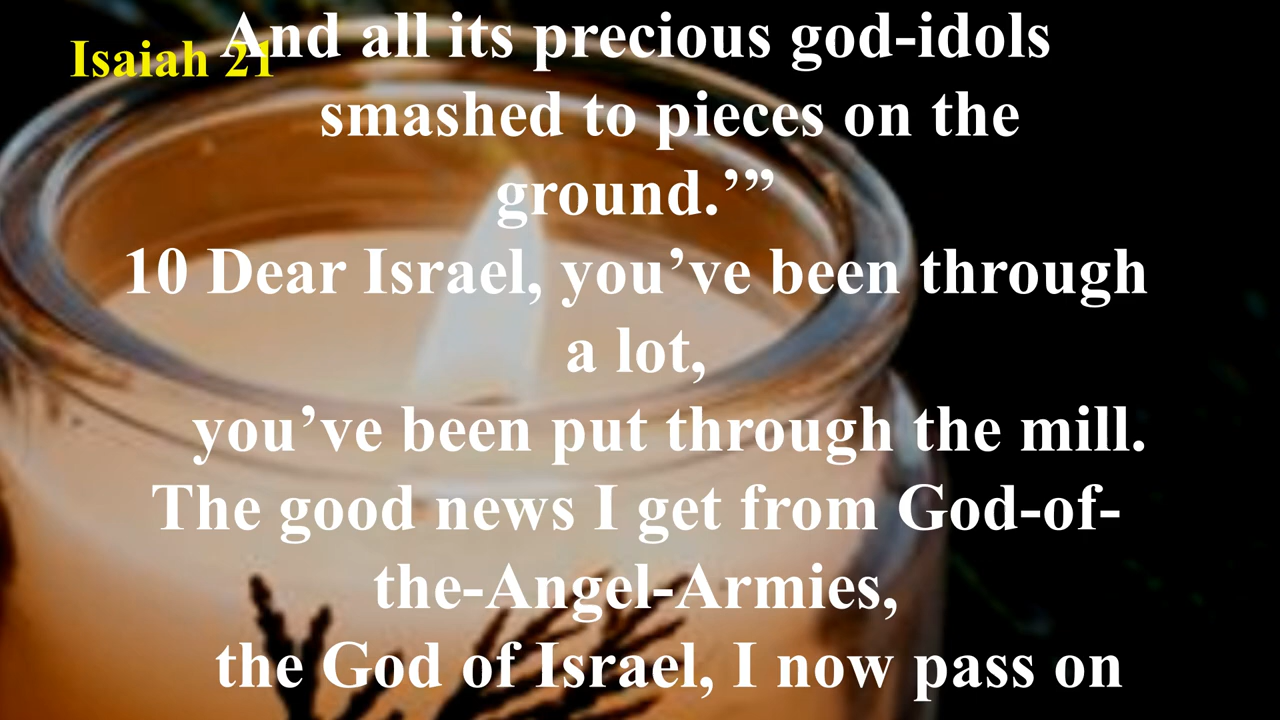 Isaiah 21
And all its precious god-idols
smashed to pieces on the
ground.’”
10 Dear Israel, you’ve been through
a lot,
you’ve been put through the mill.
The good news I get from God-of-
the-Angel-Armies,
the God of Israel, I now pass on